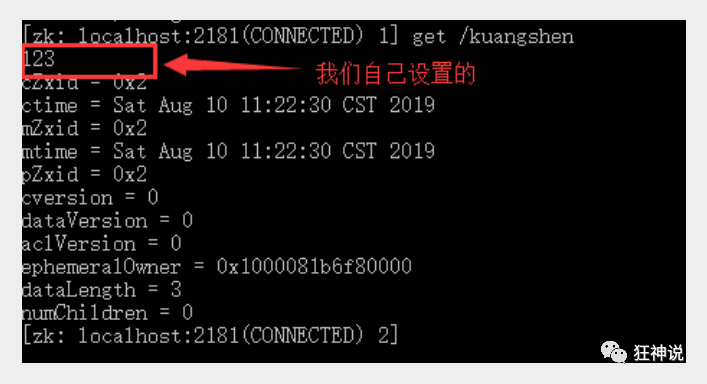 [zk: localhost:2181(CONNECTED) 1] get /kuangshen
123
我们自己设置的
cZxid = 0x2
ctime = Sat Aug 10 11:22:30 CST 2019
mZxid = 0x2
mtime = Sat Aug 10 11:22:30 CST 2019
pZxid = 0x2
cversion = 0
dataVersion = 0
aclVersion = 0
ephemeralOwner = 0x1000081b6f80000
dataLength = 3
numChildren = 0
[zk: localhost:2181(CONNECTED) 2]
狂神说